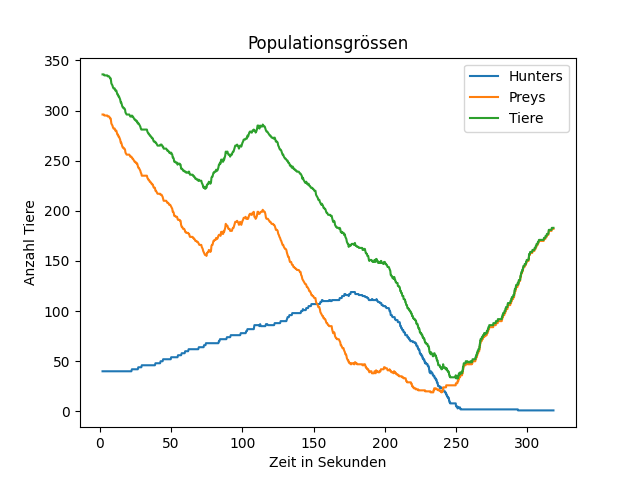 Populationsgrössen
350
300
250
200
150
100
50
0
Anzahl Tiere
Hunters
Preys
Tiere
0 50 100 150 200 250 300
Zeit in Sekunden